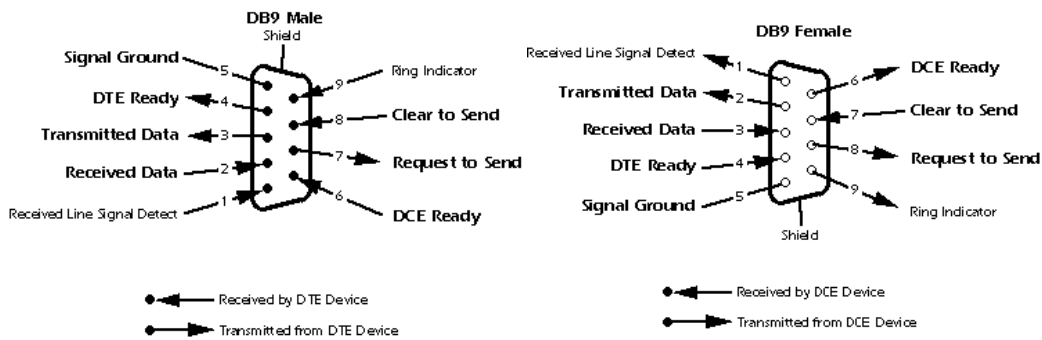 DB9 Male
Shield
Signal Ground
5
9
Ring Indicator
DTE Ready
4
8
Clear to Send
Transmitted Data
3
7
Request to Send
Received Data
2
6
DCE Ready
Received Line Signal Detect
1
Received by DTE Device
Transmitted from DTE Device
DB9 Female
Received Line Signal Detect
1
6
DCE Ready
Transmitted Data
2
7
Clear to Send
Received Data
3
8
Request to Send
DTE Ready
4
9
Ring Indicator
Signal Ground
5
Shield
Received by DCE Device
Transmitted from DCE Device